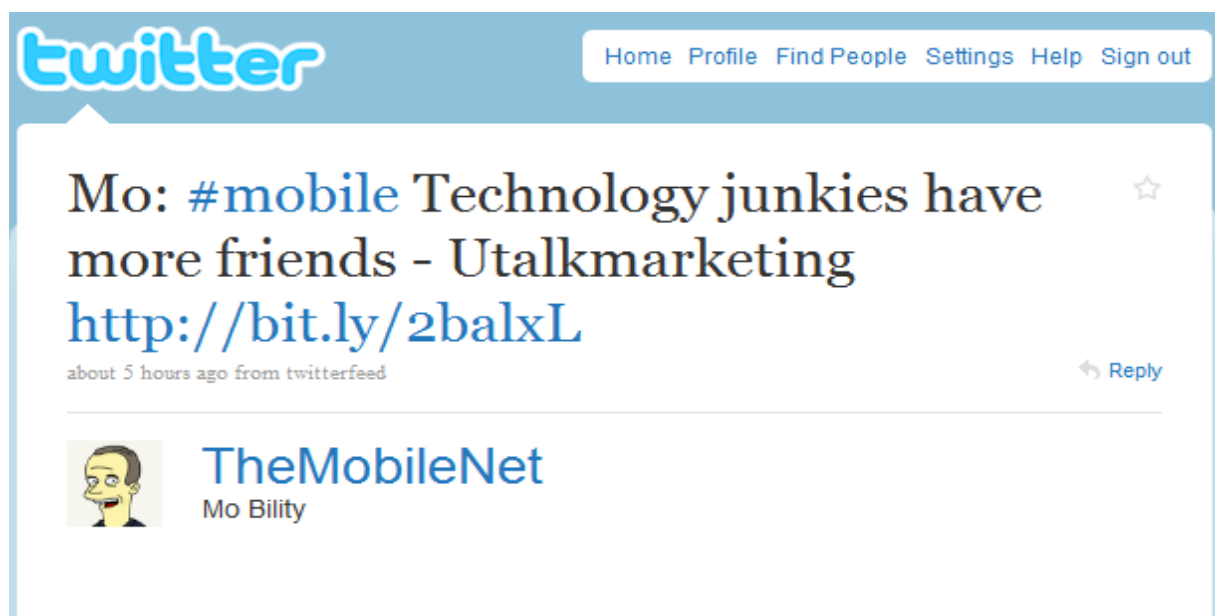 twitter
Home Profile Find People Settings Help Sign out
Mo: #mobile Technology junkies have
more friends - Utalkmarketing
http://bit.ly/2balxL
about 5 hours ago from twitterfeed
Reply
TheMobileNet
Mo Bility